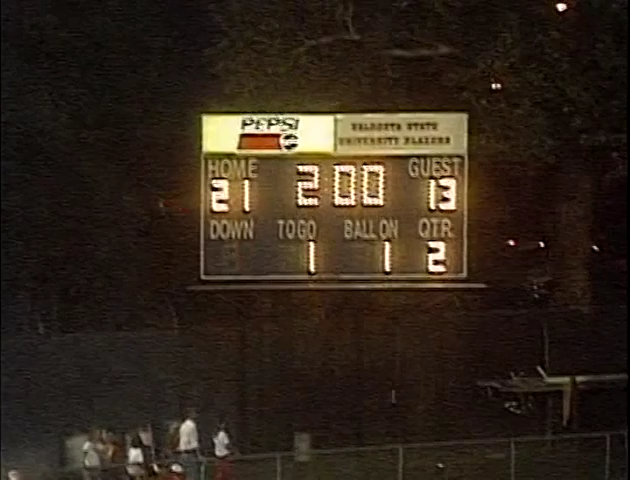 PEPSI
VALDOSTA STATE
UNIVERSITY BLAZERS
HOME 2:00 GUEST
21 13
DOWN TO GO BALL ON QTR.
1 1 2